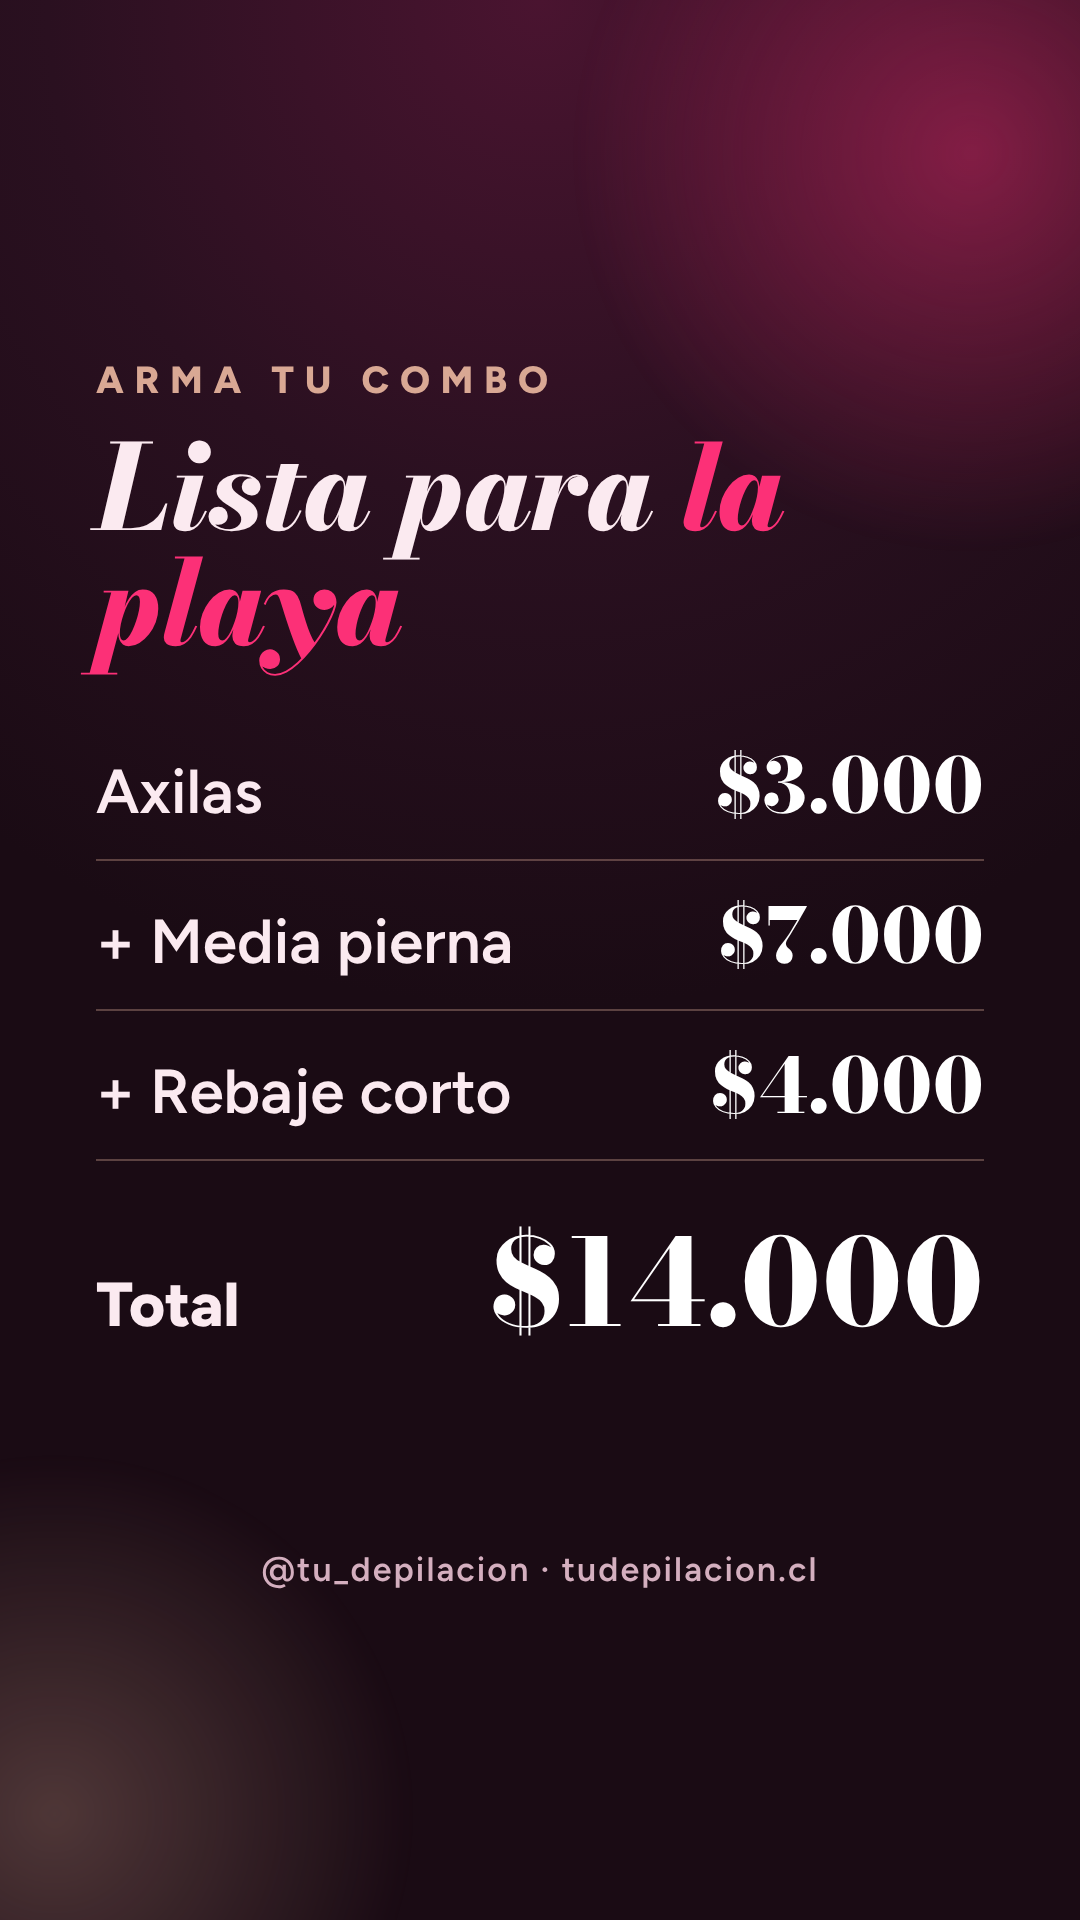 ARMA TU COMBO
Lista para la
playa
Axilas $3.000
+ Media pierna $7.000
+ Rebaje corto $4.000
Total $14.000
@tu_depilacion · tudepilacion.cl